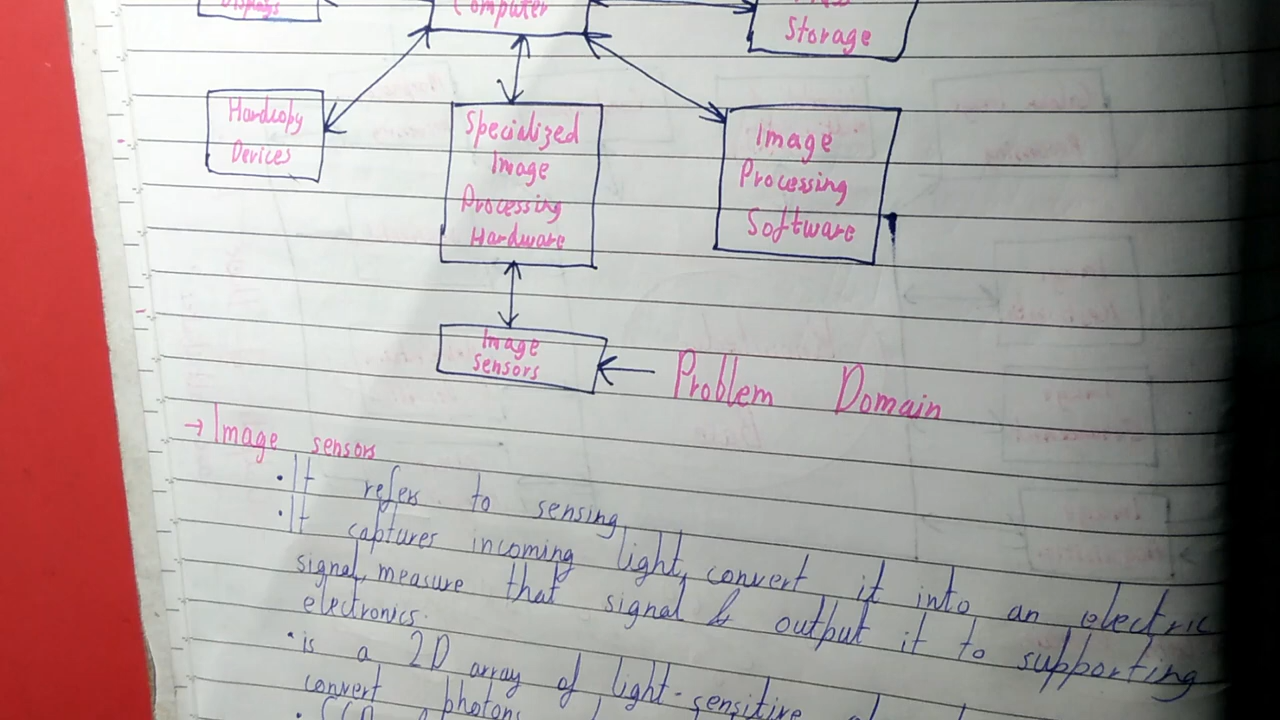 Displays
Computer
Storage
Hardcopy
Devices
Specialized
Image
Processing
Hardware
Image
Processing
Software
Image
sensors
Problem Domain
→ Image sensors
• It refers to sensing.
• It captures incoming light, convert it into an electric
signal, measure that signal & output it to supporting
electronics.
• is a 2D array of light-sensitive
convert photons
• CCD